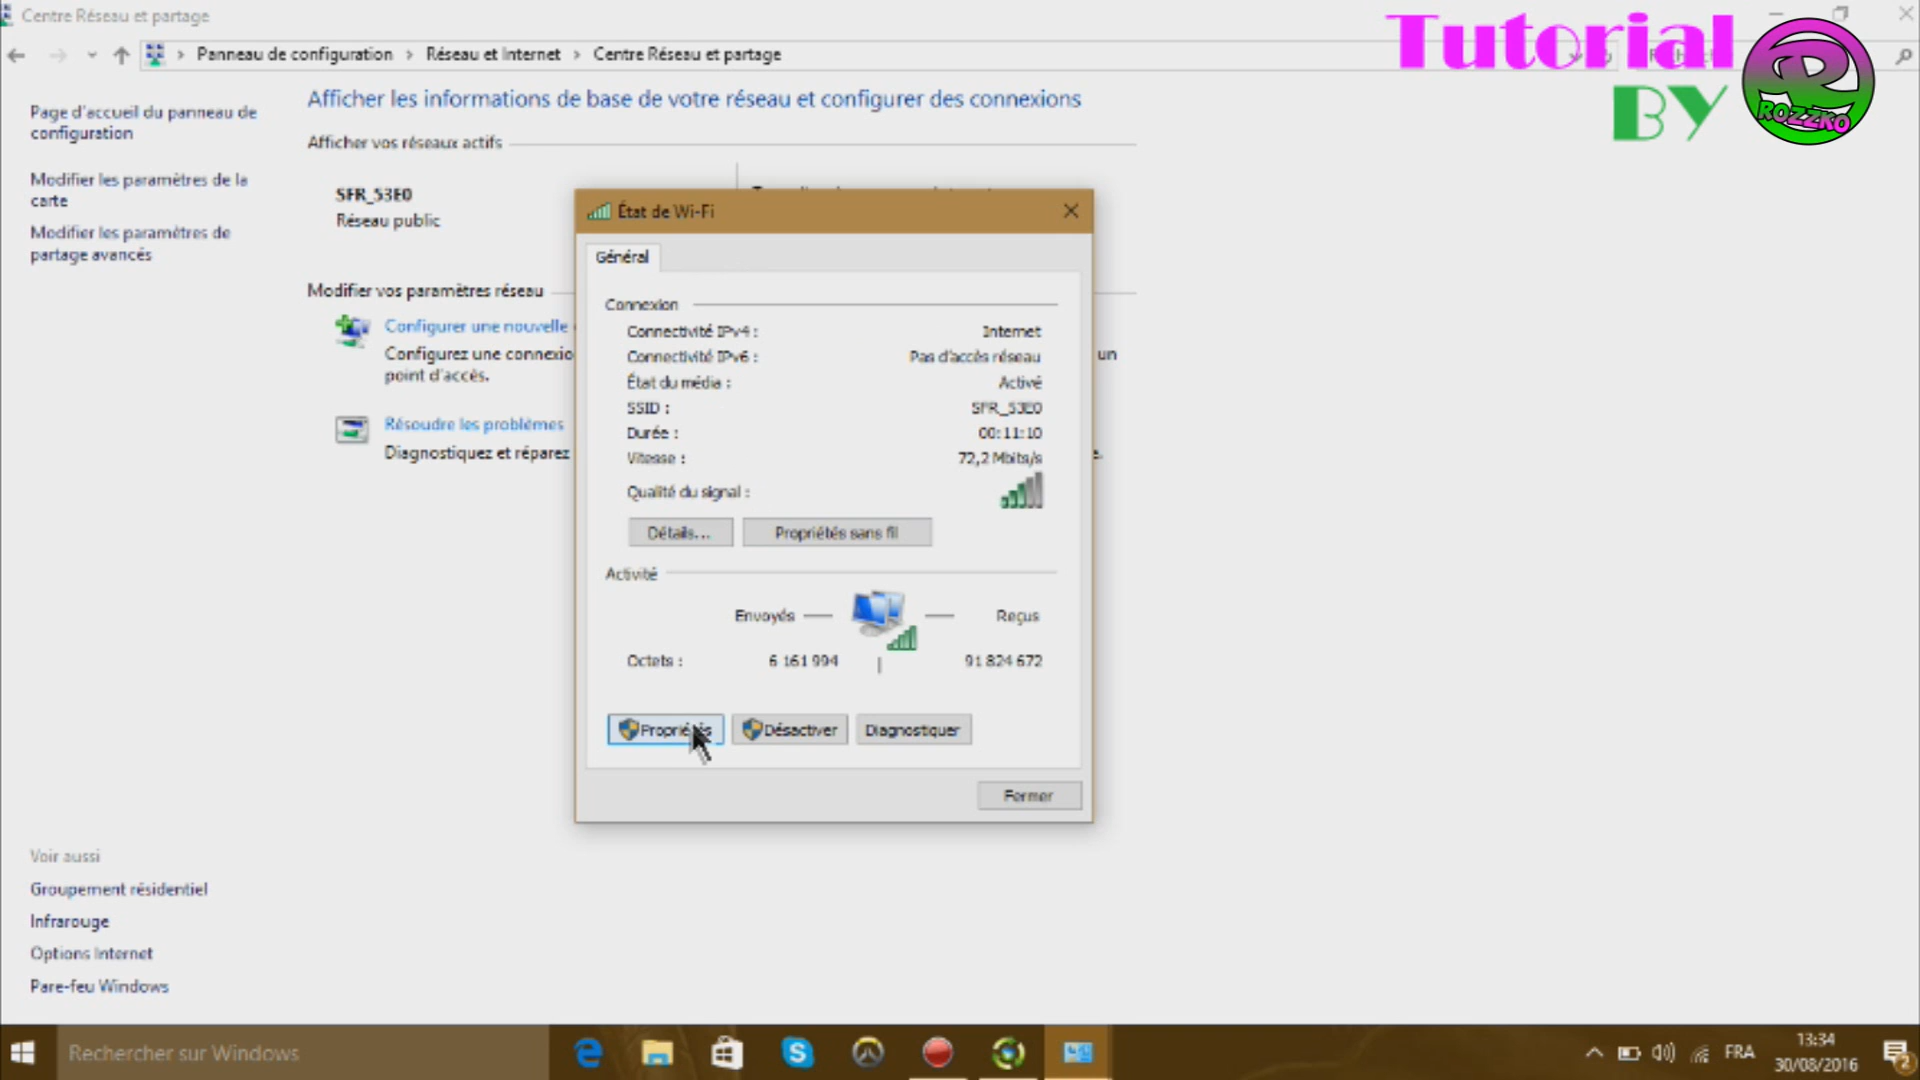 Centre Réseau et partage
Panneau de configuration › Réseau et Internet › Centre Réseau et partage
Tutorial
BY
ROZZKO
Page d'accueil du panneau de
configuration
Modifier les paramètres de la
carte
Modifier les paramètres de
partage avancés
Afficher les informations de base de votre réseau et configurer des connexions
Afficher vos réseaux actifs
SFR_53E0
Réseau public
Modifier vos paramètres réseau
Configurer une nouvelle
Configurez une connexio
un
point d'accès.
Résoudre les problèmes
Diagnostiquez et réparez
e.
État de Wi-Fi
Général
Connexion
Connectivité IPv4 : Internet
Connectivité IPv6 : Pas d'accès réseau
État du média : Activé
SSID : SFR_53E0
Durée : 00:11:10
Vitesse : 72,2 Mbits/s
Qualité du signal :
Détails... Propriétés sans fil
Activité
Envoyés Reçus
Octets : 6 161 994 91 824 672
Propriétés Désactiver Diagnostiquer
Fermer
Voir aussi
Groupement résidentiel
Infrarouge
Options Internet
Pare-feu Windows
Rechercher sur Windows
FRA
13:34
30/08/2016
2